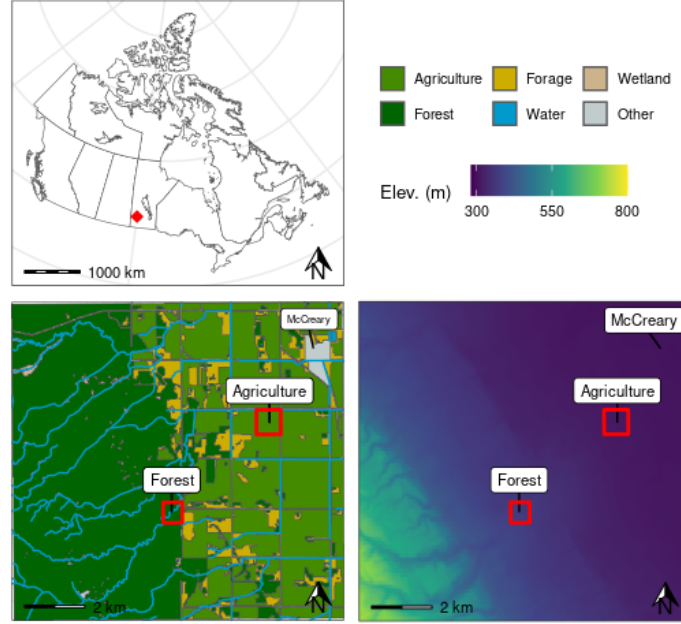 Agriculture Forage Wetland
Forest Water Other
Elev. (m)
300 550 800
1000 km
N
McCreary
Agriculture
Forest
2 km
N
McCreary
Agriculture
Forest
2 km
N